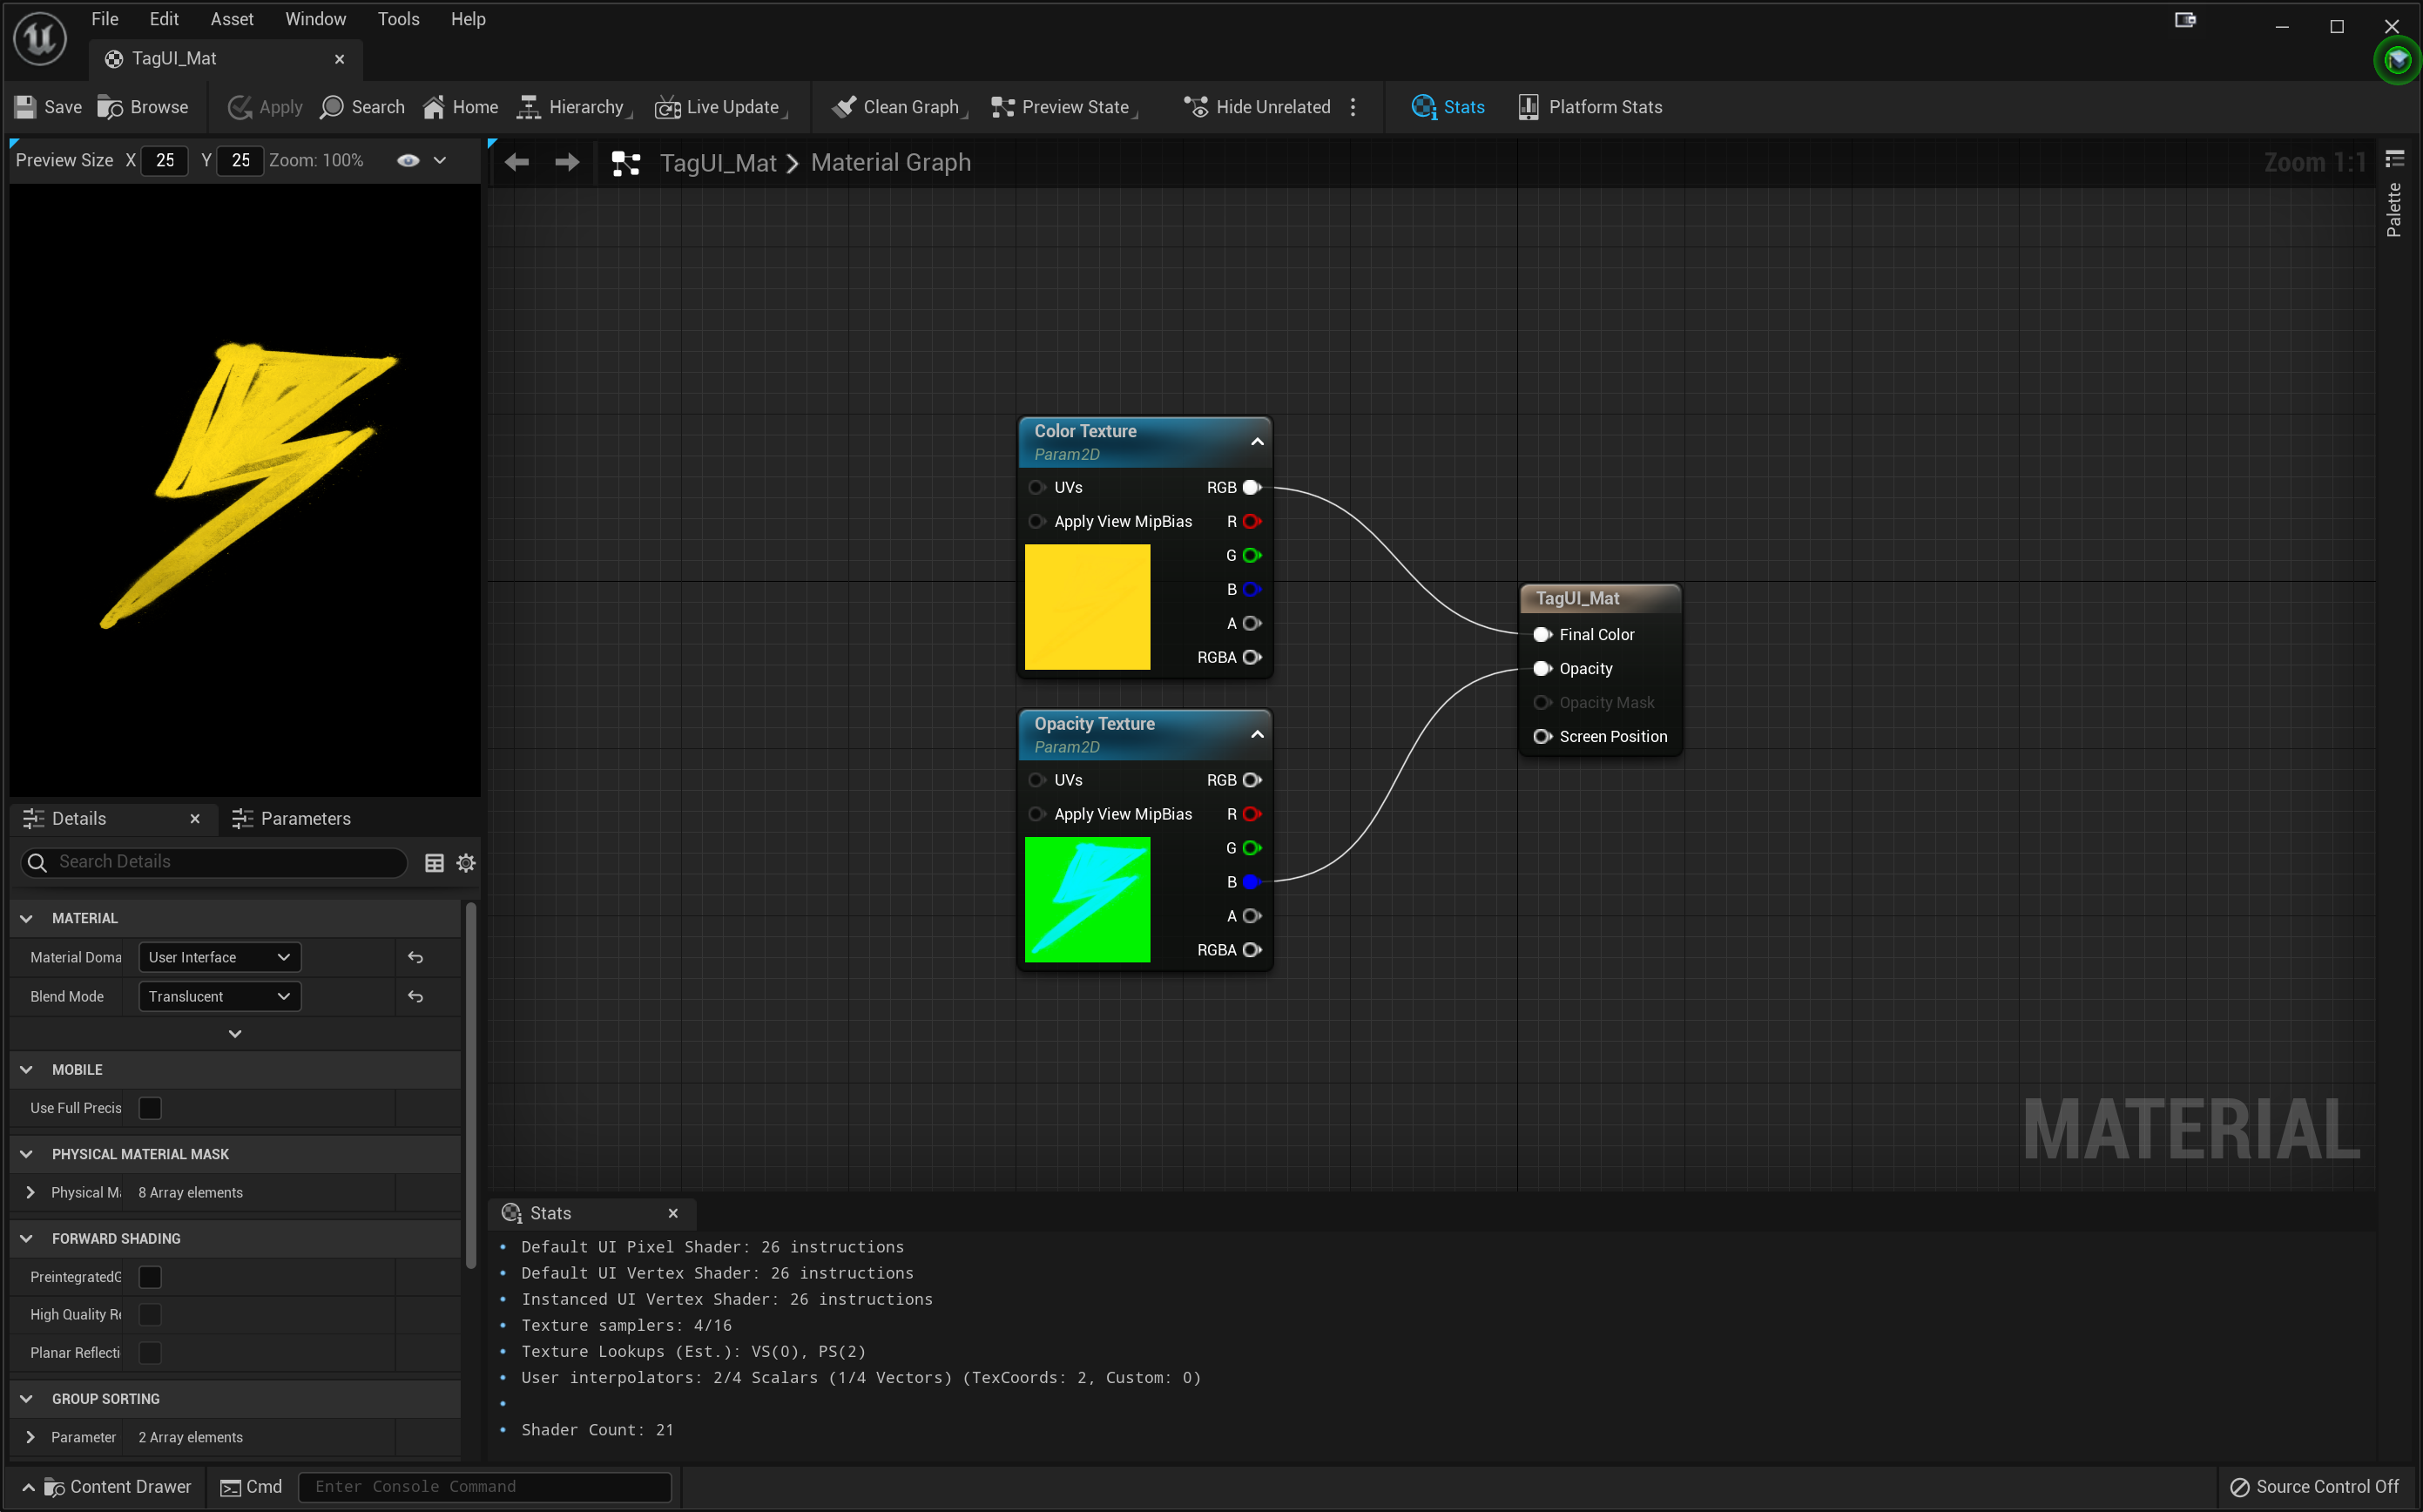 File Edit Asset Window Tools Help
TagUI_Mat
Save Browse Apply Search Home Hierarchy Live Update Clean Graph Preview State Hide Unrelated Stats Platform Stats
Preview Size X 25 Y 25 Zoom: 100%
TagUI_Mat Material Graph
Zoom 1:1
Palette
Color Texture
Param2D
UVs RGB
Apply View MipBias R
G
B
A
RGBA
TagUI_Mat
Final Color
Opacity
Opacity Mask
Screen Position
Opacity Texture
Param2D
UVs RGB
Apply View MipBias R
G
B
A
RGBA
MATERIAL
Details Parameters
Search Details
MATERIAL
Material Doma User Interface
Blend Mode Translucent
MOBILE
Use Full Precis
PHYSICAL MATERIAL MASK
Physical Ma 8 Array elements
FORWARD SHADING
PreintegratedG
High Quality Re
Planar Reflecti
GROUP SORTING
Parameter 2 Array elements
Stats
Default UI Pixel Shader: 26 instructions
Default UI Vertex Shader: 26 instructions
Instanced UI Vertex Shader: 26 instructions
Texture samplers: 4/16
Texture Lookups (Est.): VS(0), PS(2)
User interpolators: 2/4 Scalars (1/4 Vectors) (TexCoords: 2, Custom: 0)
Shader Count: 21
Content Drawer Cmd Enter Console Command Source Control Off